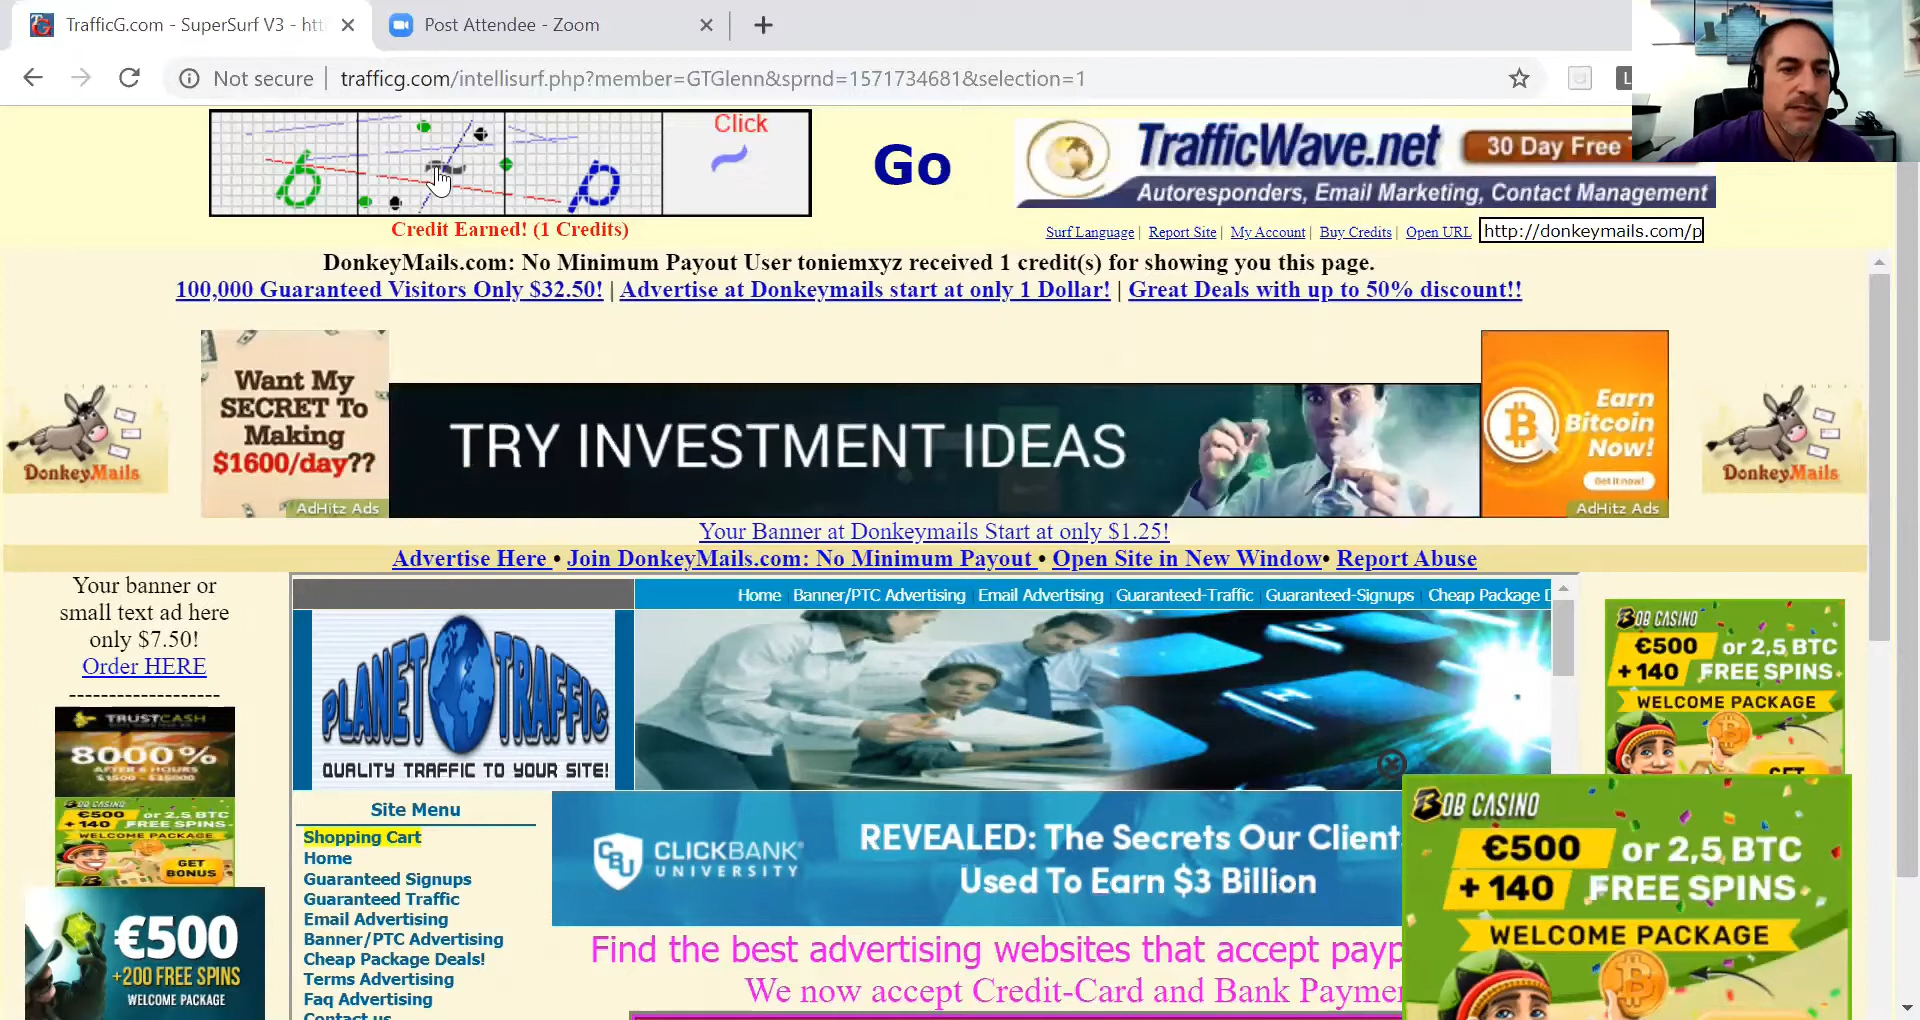 TrafficG.com - SuperSurf V3 - htt
Post Attendee - Zoom
Not secure
trafficg.com/intellisurf.php?member=GTGlenn&sprnd=1571734681&selection=1
Click
Go
TrafficWave.net
30 Day Free
Autoresponders, Email Marketing, Contact Management
Credit Earned! (1 Credits)
Surf Language | Report Site | My Account | Buy Credits | Open URL
http://donkeymails.com/p
DonkeyMails.com: No Minimum Payout User toniemxyz received 1 credit(s) for showing you this page.
100,000 Guaranteed Visitors Only $32.50! | Advertise at Donkeymails start at only 1 Dollar! | Great Deals with up to 50% discount!!
DonkeyMails
Want My
SECRET To
Making
$1600/day??
AdHitz Ads
TRY INVESTMENT IDEAS
Earn
Bitcoin
Now!
Get it now!
AdHitz Ads
DonkeyMails
Your Banner at Donkeymails Start at only $1.25!
Advertise Here • Join DonkeyMails.com: No Minimum Payout • Open Site in New Window• Report Abuse
Your banner or
small text ad here
only $7.50!
Order HERE
-------------------
TRUSTCASH
8000%
BOB CASINO
€500 or 2,5 BTC
+140 FREE SPINS
WELCOME PACKAGE
GET
BONUS
€500
+200 FREE SPINS
WELCOME PACKAGE
Home | Banner/PTC Advertising | Email Advertising | Guaranteed-Traffic | Guaranteed-Signups | Cheap Package D
PLANET TRAFFIC
QUALITY TRAFFIC TO YOUR SITE!
Site Menu
Shopping Cart
Home
Guaranteed Signups
Guaranteed Traffic
Email Advertising
Banner/PTC Advertising
Cheap Package Deals!
Terms Advertising
Faq Advertising
Contact us
CBU CLICKBANK UNIVERSITY
REVEALED: The Secrets Our Client
Used To Earn $3 Billion
Find the best advertising websites that accept payp
We now accept Credit-Card and Bank Paymen
BOB CASINO
€500 or 2,5 BTC
+140 FREE SPINS
WELCOME PACKAGE
GET
BOB CASINO
€500 or 2,5 BTC
+140 FREE SPINS
WELCOME PACKAGE